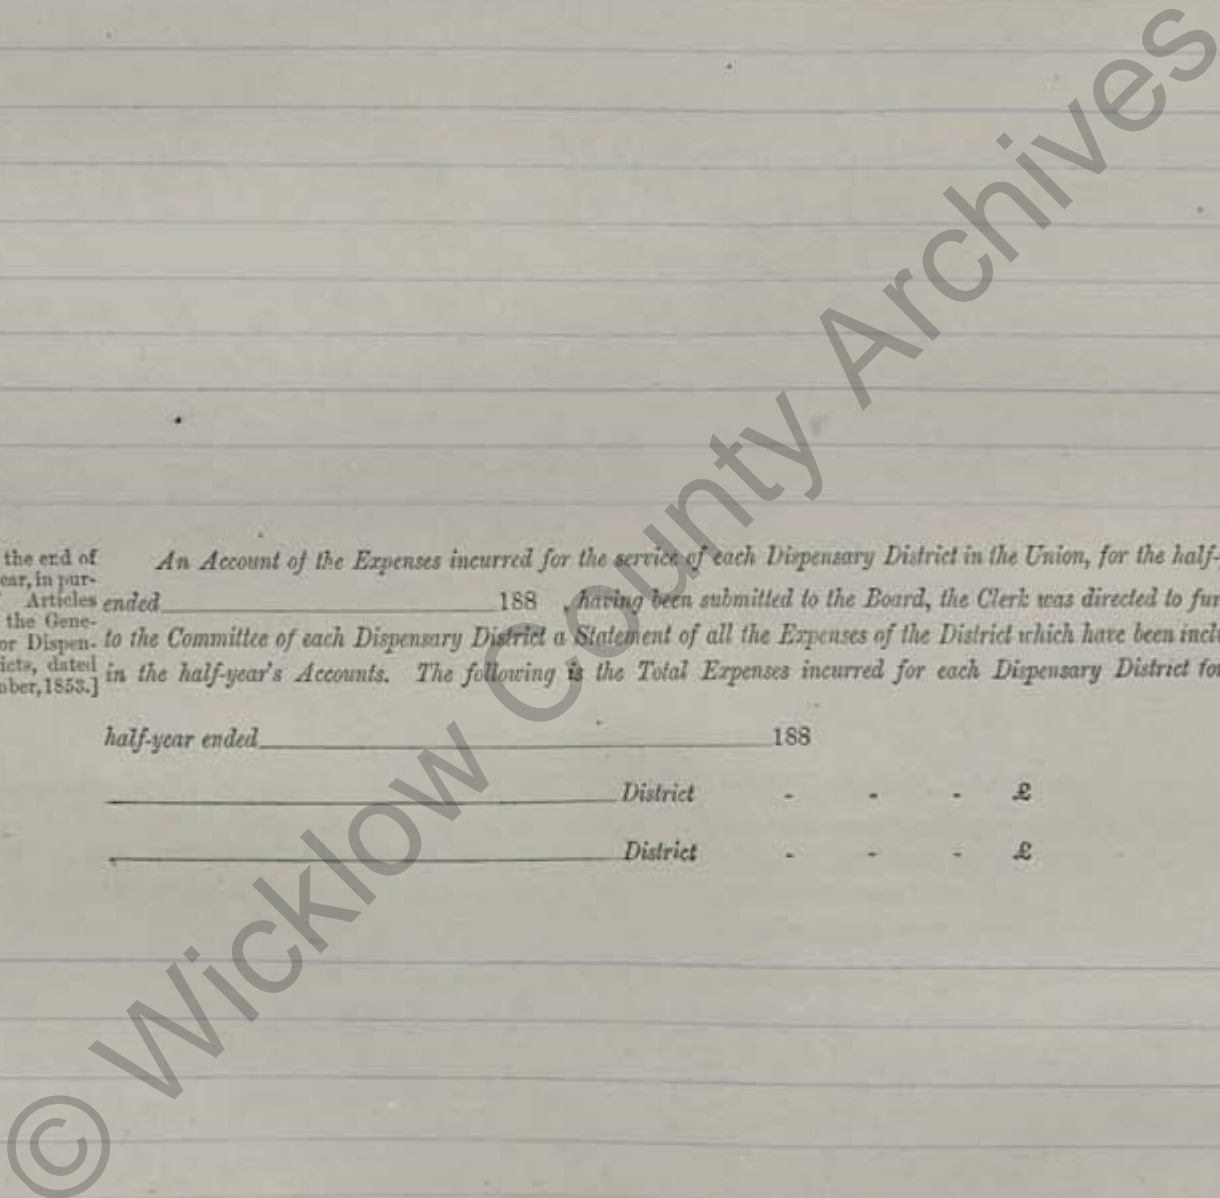 the end of
ear, in pur-
Articles
the Gene-
or Dispen-
icts, dated
ober, 1853.]
An Account of the Expenses incurred for the service of each Dispensary District in the Union, for the half-
ended 188 , having been submitted to the Board, the Clerk was directed to fur
to the Committee of each Dispensary District a Statement of all the Expenses of the District which have been inclu
in the half-year's Accounts. The following is the Total Expenses incurred for each Dispensary District for
half-year ended 188
District - - - £
District - - - £
© Wicklow County Archives